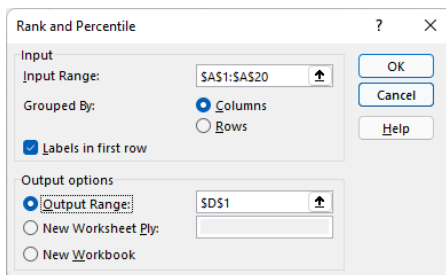 Rank and Percentile ? ×
Input
Input Range: $A$1:$A$20
OK
Grouped By: Columns
Cancel
Rows
Help
Labels in first row
Output options
Output Range: $D$1
New Worksheet Ply:
New Workbook